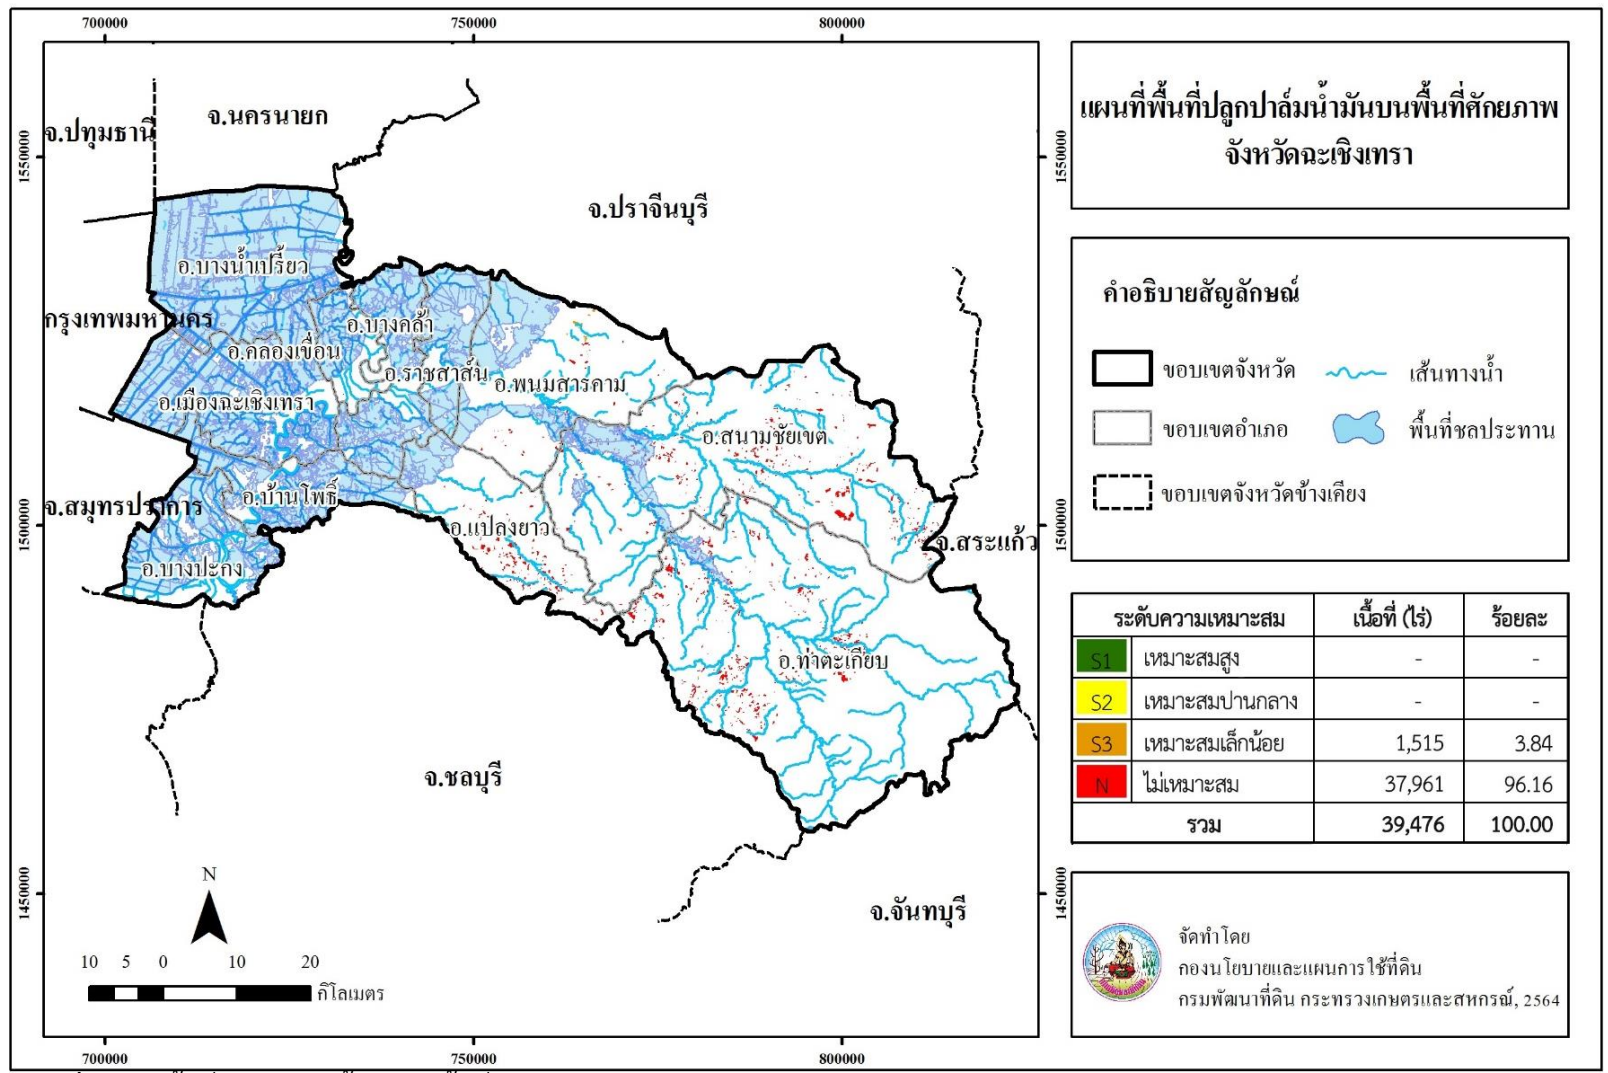 700000
750000
800000
แผนที่พื้นที่ปลูกปาล์มน้ำมันบนพื้นที่ศักยภาพ
จังหวัดฉะเชิงเทรา
จ.นครนายก
จ.ปทุมธานี
1550000
1550000
จ.ปราจีนบุรี
อ.บางน้ำเปรี้ยว
กรุงเทพมหานคร
อ.บางคล้า
อ.คลองเขื่อน
อ.ราชสาส์น
อ.พนมสารคาม
อ.เมืองฉะเชิงเทรา
อ.สนามชัยเขต
อ.บ้านโพธิ์
จ.สมุทรปราการ
อ.แปลงยาว
1500000
1500000
จ.สระแก้ว
อ.บางปะกง
อ.ท่าตะเกียบ
จ.ชลบุรี
จ.จันทบุรี
1450000
1450000
N
10 5 0 10 20
กิโลเมตร
700000
750000
800000
คำอธิบายสัญลักษณ์
ขอบเขตจังหวัด
เส้นทางน้ำ
ขอบเขตอำเภอ
พื้นที่ชลประทาน
ขอบเขตจังหวัดข้างเคียง
ระดับความเหมาะสม เนื้อที่ (ไร่) ร้อยละ
S1 เหมาะสมสูง - -
S2 เหมาะสมปานกลาง - -
S3 เหมาะสมเล็กน้อย 1,515 3.84
N ไม่เหมาะสม 37,961 96.16
รวม 39,476 100.00
จัดทำโดย
กองนโยบายและแผนการใช้ที่ดิน
กรมพัฒนาที่ดิน กระทรวงเกษตรและสหกรณ์, 2564